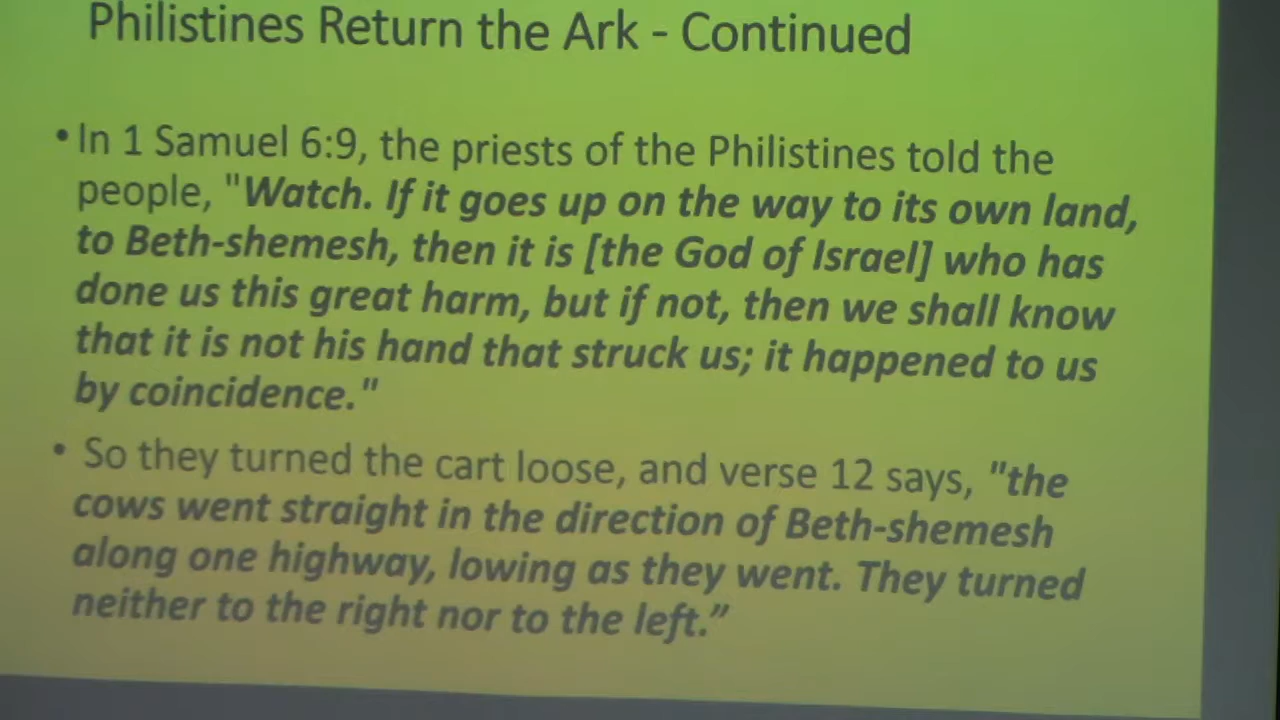 Philistines Return the Ark - Continued
• In 1 Samuel 6:9, the priests of the Philistines told the
people, "Watch. If it goes up on the way to its own land,
to Beth-shemesh, then it is [the God of Israel] who has
done us this great harm, but if not, then we shall know
that it is not his hand that struck us; it happened to us
by coincidence."
• So they turned the cart loose, and verse 12 says, "the
cows went straight in the direction of Beth-shemesh
along one highway, lowing as they went. They turned
neither to the right nor to the left.”